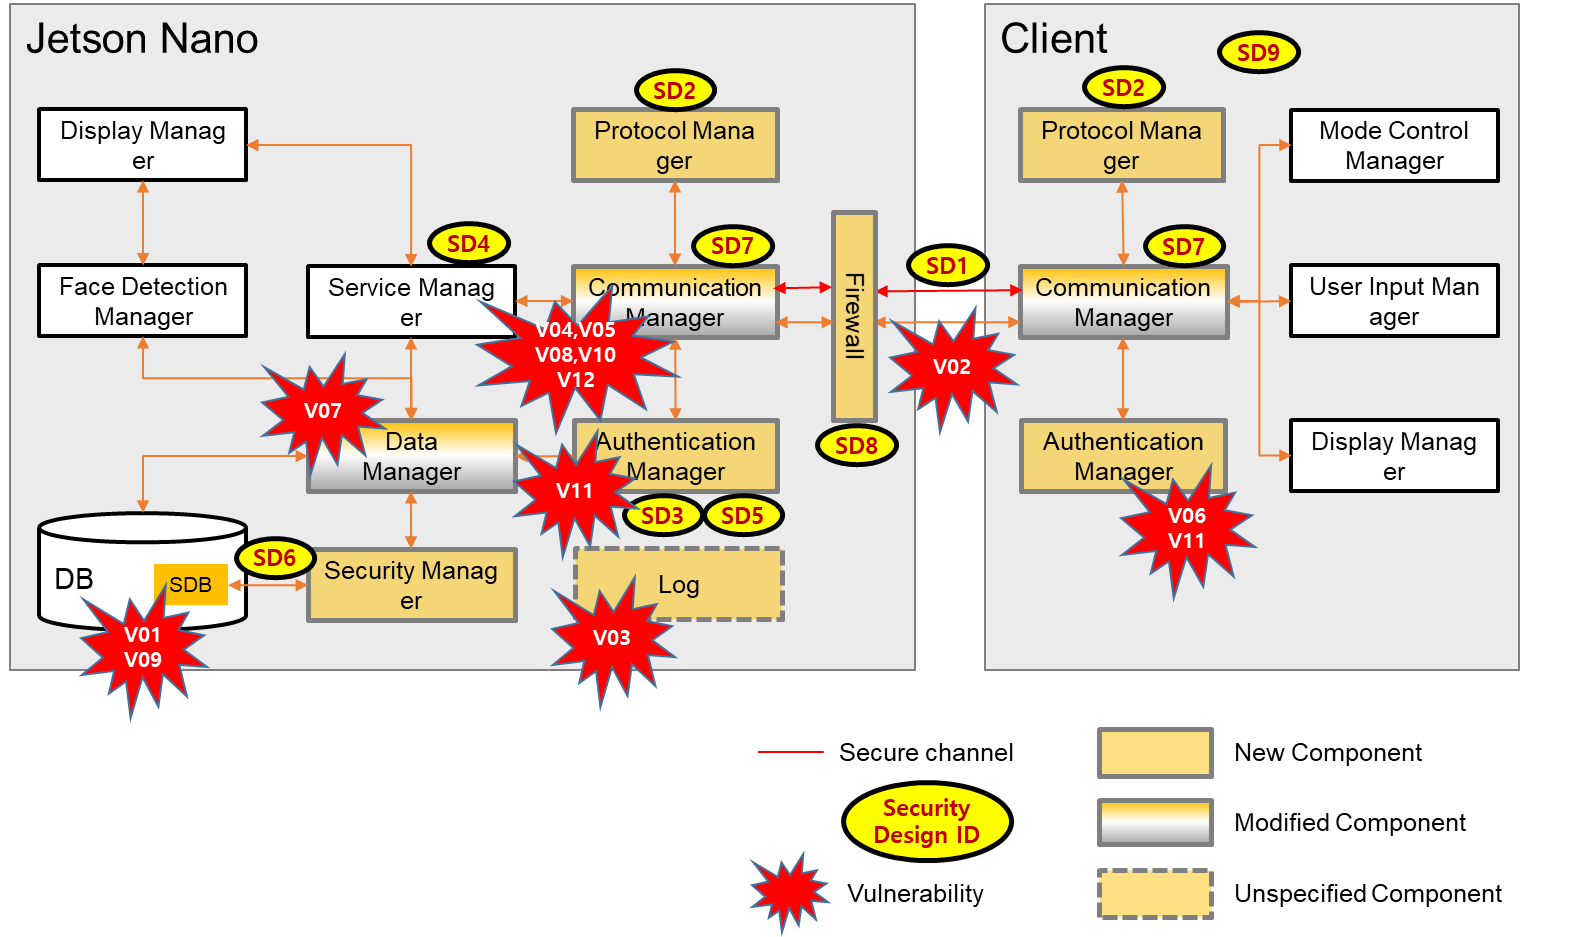 Jetson Nano
Client
SD9
SD2
SD2
Display Manag
er
Protocol Mana
ger
Protocol Mana
ger
Mode Control
Manager
SD4
SD7
SD1
SD7
Face Detection
Manager
Service Manag
er
Communication
Manager
Firewall
Communication
Manager
User Input Man
ager
V04,V05
V08,V10
V12
V02
V07
Data
Manager
Authentication
Manager
SD8
Authentication
Manager
Display Manag
er
V11
SD3
SD5
V06
V11
SD6
DB
SDB
Security Manag
er
Log
V01
V09
V03
Secure channel
New Component
Security
Design ID
Modified Component
Vulnerability
Unspecified Component